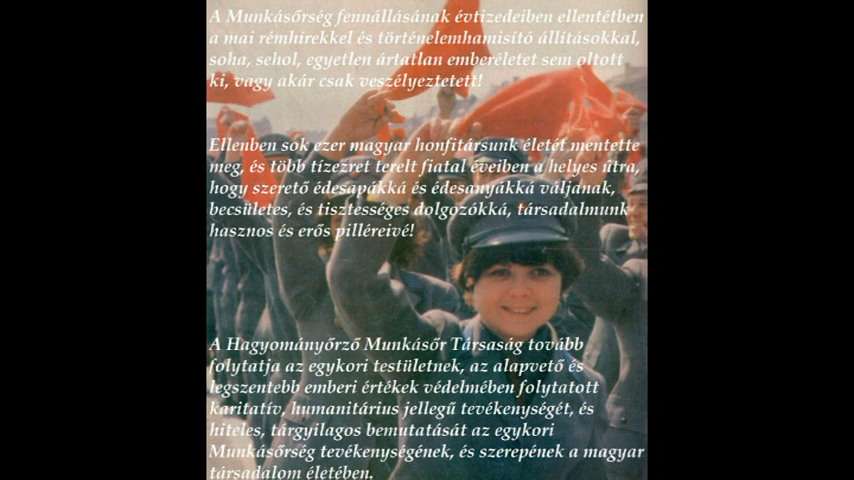 A Munkásőrség fennállásának évtizedeiben ellentétben
a mai rémhírekkel és történelemhamisító állításokkal,
soha, sehol, egyetlen ártatlan emberéletet sem oltott
ki, vagy akár csak veszélyeztetett!
Ellenben sok ezer magyar honfitársunk életét mentette
meg, és több tízezret terelt fiatal éveiben a helyes útra,
hogy szerető édesapákká és édesanyákká váljanak,
becsületes, és tisztességes dolgozókká, társadalmunk
hasznos és erős pilléreivé!
A Hagyományőrző Munkásőr Társaság tovább
folytatja az egykori testületnek, az alapvető és
legszentebb emberi értékek védelmében folytatott
karitatív, humanitárius jellegű tevékenységét, és
hiteles, tárgyilagos bemutatását az egykori
Munkásőrség tevékenységének, és szerepének a magyar
társadalom életében.